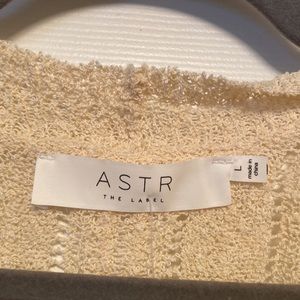 ASTR
THE LABEL
L
made in
china